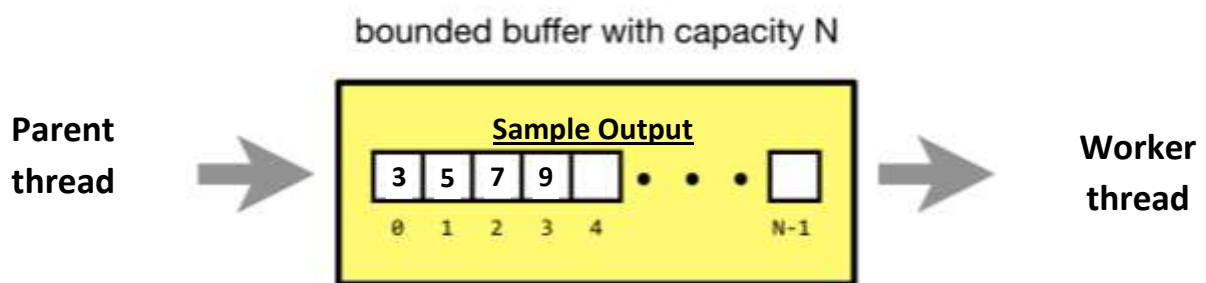 bounded buffer with capacity N
Parent
thread
Sample Output
3 5 7 9
0 1 2 3 4 N-1
Worker
thread